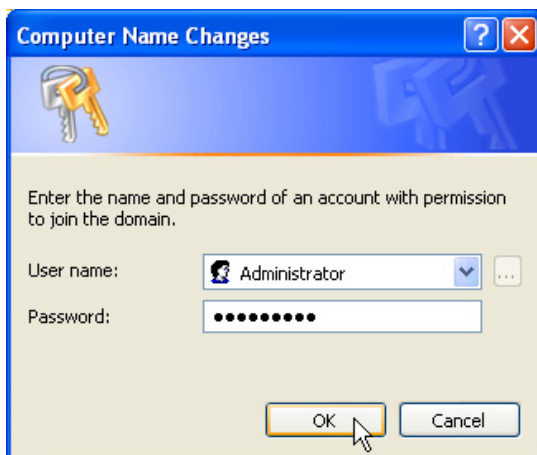 Computer Name Changes
Enter the name and password of an account with permission
to join the domain.
User name:
Administrator
...
Password:
•••••••••
OK
Cancel